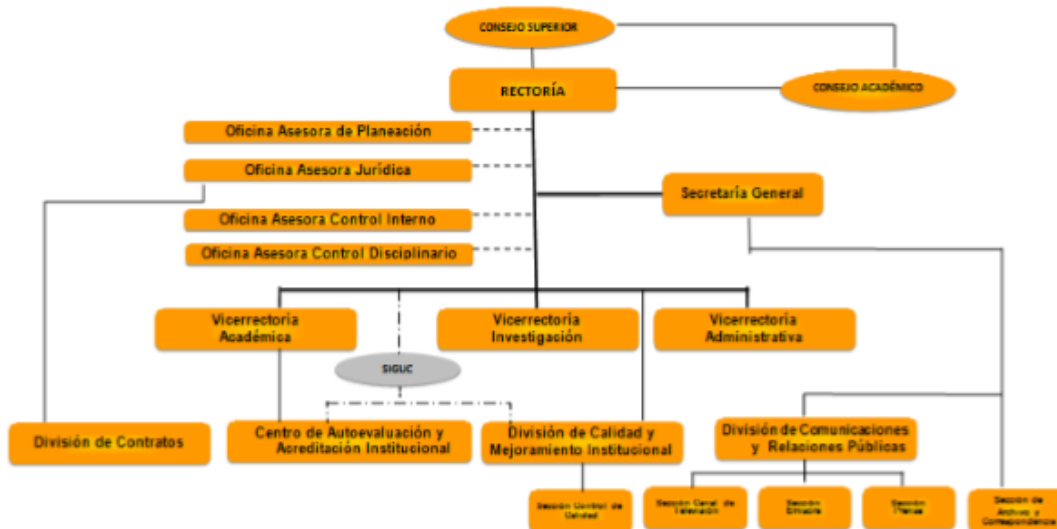 CONSEJO SUPERIOR
RECTORÍA
CONSEJO ACADÉMICO
Oficina Asesora de Planeación
Oficina Asesora Jurídica
Secretaría General
Oficina Asesora Control Interno
Oficina Asesora Control Disciplinario
Vicerrectoria
Académica
Vicerrectoria
Investigación
Vicerrectoria
Administrativa
SIGUC
División de Contratos
Centro de Autoevaluación y
Acreditación Institucional
División de Calidad y
Mejoramiento Institucional
División de Comunicaciones
y Relaciones Públicas
Sección Control de
Calidad
Sección Canal de
Televisión
Sección
Emisora
Sección
Prensa
Sección de
Archivo y
Correspondencia